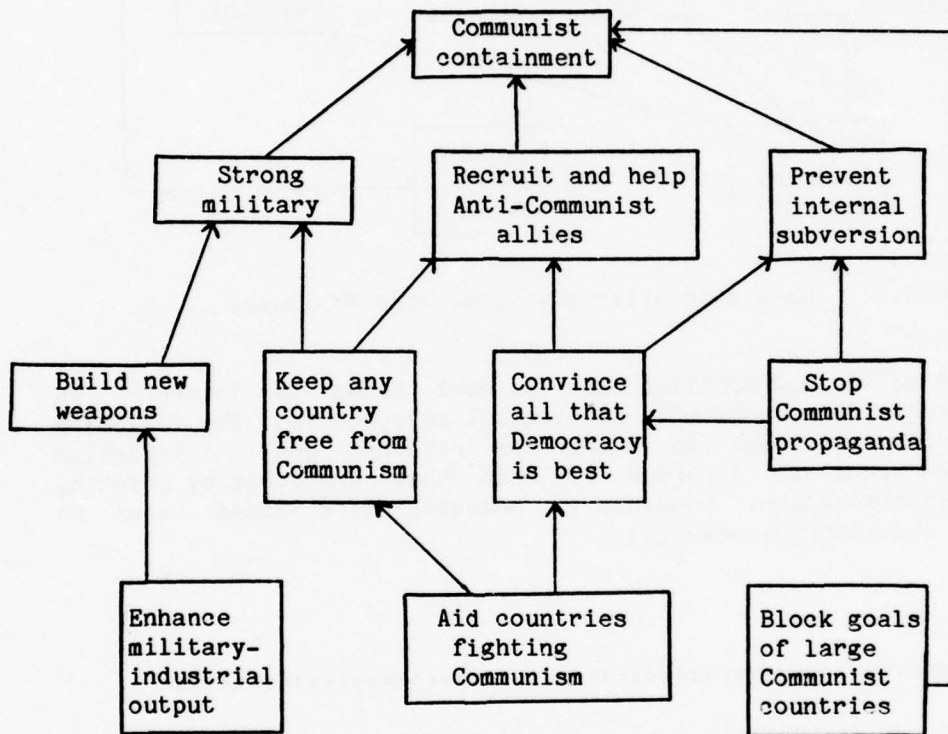 Communist
containment
Strong
military
Recruit and help
Anti-Communist
allies
Prevent
internal
subversion
Build new
weapons
Keep any
country
free from
Communism
Convince
all that
Democracy
is best
Stop
Communist
propaganda
Enhance
military-
industrial
output
Aid countries
fighting
Communism
Block goals
of large
Communist
countries